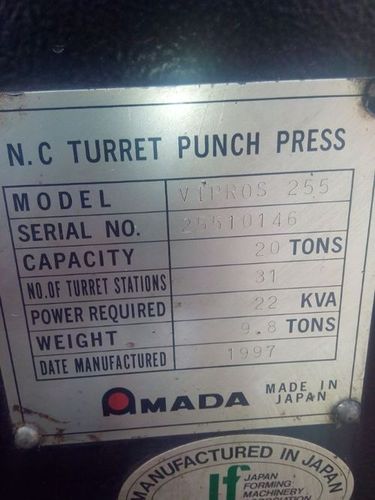 N.C TURRET PUNCH PRESS
MODEL VIPROS 255
SERIAL NO. 25510146
CAPACITY 20 TONS
NO.OF TURRET STATIONS 31
POWER REQUIRED 22 KVA
WEIGHT 9.8 TONS
DATE MANUFACTURED 1997
AMADA MADE IN JAPAN
MANUFACTURED IN JAPAN
JAPAN
FORMING
MACHINERY